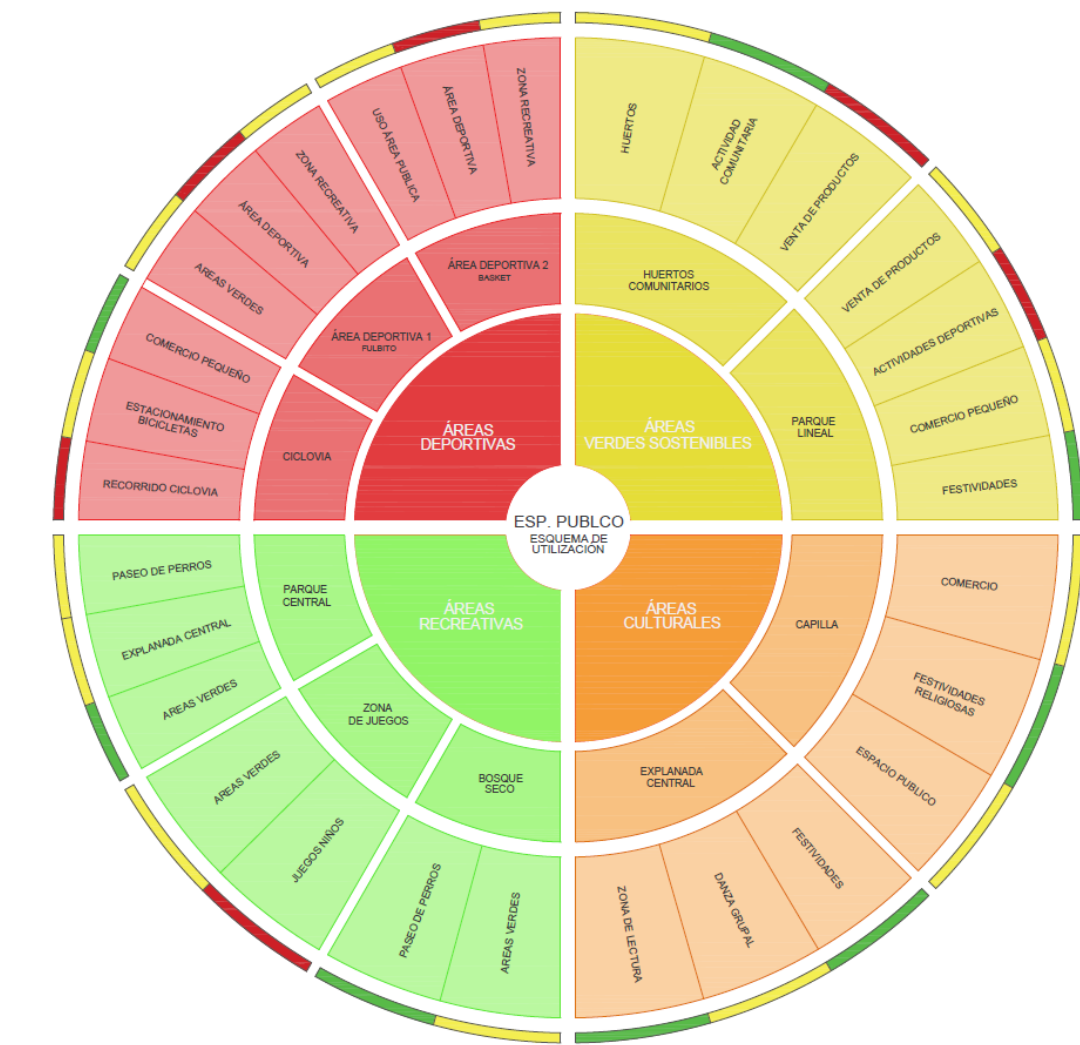 ESP. PUBLCO
ESQUEMA DE
UTILIZACIÓN
ÁREAS
DEPORTIVAS
CICLOVIA
RECORRIDO CICLOVIA
ESTACIONAMIENTO
BICICLETAS
COMERCIO PEQUEÑO
ÁREA DEPORTIVA 1
FULBITO
AREAS VERDES
ÁREA DEPORTIVA
ZONA RECREATIVA
ÁREA DEPORTIVA 2
BASKET
USO ÁREA PUBLICA
ÁREA DEPORTIVA
ZONA RECREATIVA
ÁREAS
VERDES SOSTENIBLES
HUERTOS
COMUNITARIOS
HUERTOS
ACTIVIDAD
COMUNITARIA
VENTA DE PRODUCTOS
PARQUE
LINEAL
VENTA DE PRODUCTOS
ACTIVIDADES DEPORTIVAS
COMERCIO PEQUEÑO
FESTIVIDADES
ÁREAS
CULTURALES
CAPILLA
COMERCIO
FESTIVIDADES
RELIGIOSAS
ESPACIO PUBLICO
EXPLANADA
CENTRAL
FESTIVIDADES
DANZA GRUPAL
ZONA DE LECTURA
ÁREAS
RECREATIVAS
BOSQUE
SECO
AREAS VERDES
PASEO DE PERROS
ZONA
DE JUEGOS
JUEGOS NIÑOS
AREAS VERDES
PARQUE
CENTRAL
AREAS VERDES
EXPLANADA CENTRAL
PASEO DE PERROS